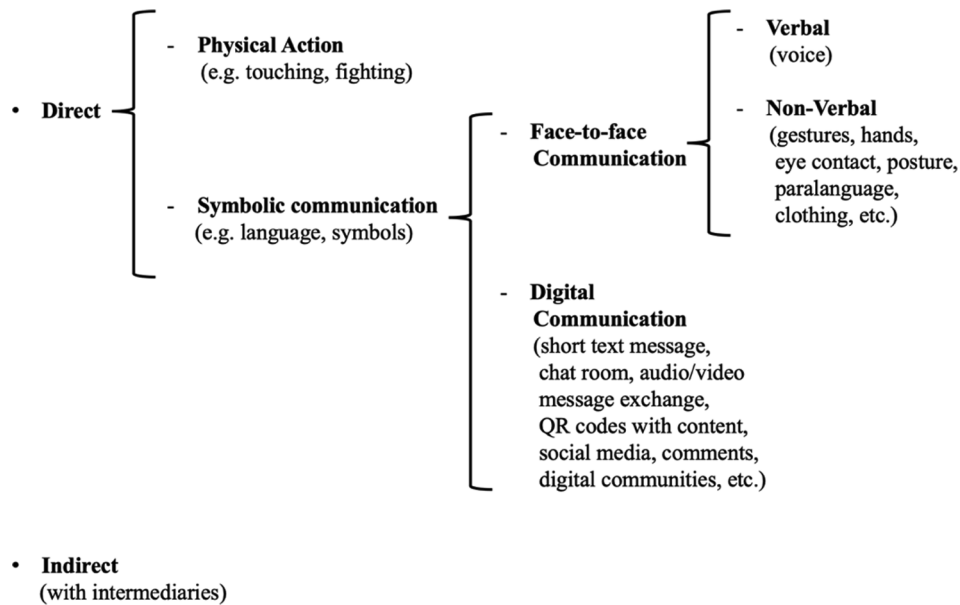 • Direct
- Physical Action
(e.g. touching, fighting)
- Symbolic communication
(e.g. language, symbols)
- Face-to-face
Communication
- Verbal
(voice)
- Non-Verbal
(gestures, hands,
eye contact, posture,
paralanguage,
clothing, etc.)
- Digital
Communication
(short text message,
chat room, audio/video
message exchange,
QR codes with content,
social media, comments,
digital communities, etc.)
• Indirect
(with intermediaries)